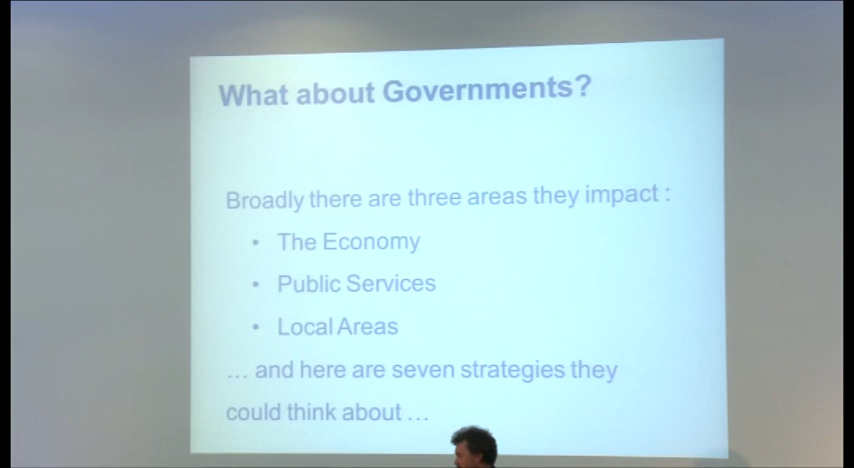 What about Governments?
Broadly there are three areas they impact :
• The Economy
• Public Services
• Local Areas
… and here are seven strategies they
could think about …